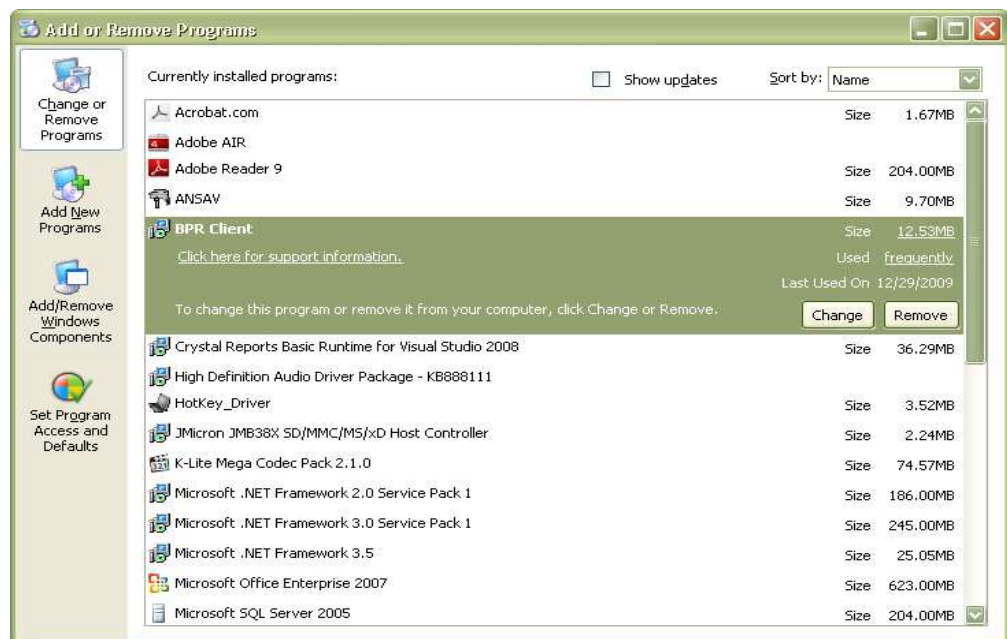 Add or Remove Programs
Change or
Remove
Programs
Add New
Programs
Add/Remove
Windows
Components
Set Program
Access and
Defaults
Currently installed programs:
Show updates
Sort by: Name
Acrobat.com Size 1.67MB
Adobe AIR
Adobe Reader 9 Size 204.00MB
ANSAV Size 9.70MB
BPR Client Size 12.53MB
Click here for support information. Used frequently
Last Used On 12/29/2009
To change this program or remove it from your computer, click Change or Remove. Change Remove
Crystal Reports Basic Runtime for Visual Studio 2008 Size 36.29MB
High Definition Audio Driver Package - KB888111
HotKey_Driver Size 3.52MB
JMicron JMB38X SD/MMC/MS/xD Host Controller Size 2.24MB
K-Lite Mega Codec Pack 2.1.0 Size 74.57MB
Microsoft .NET Framework 2.0 Service Pack 1 Size 186.00MB
Microsoft .NET Framework 3.0 Service Pack 1 Size 245.00MB
Microsoft .NET Framework 3.5 Size 25.05MB
Microsoft Office Enterprise 2007 Size 623.00MB
Microsoft SQL Server 2005 Size 204.00MB